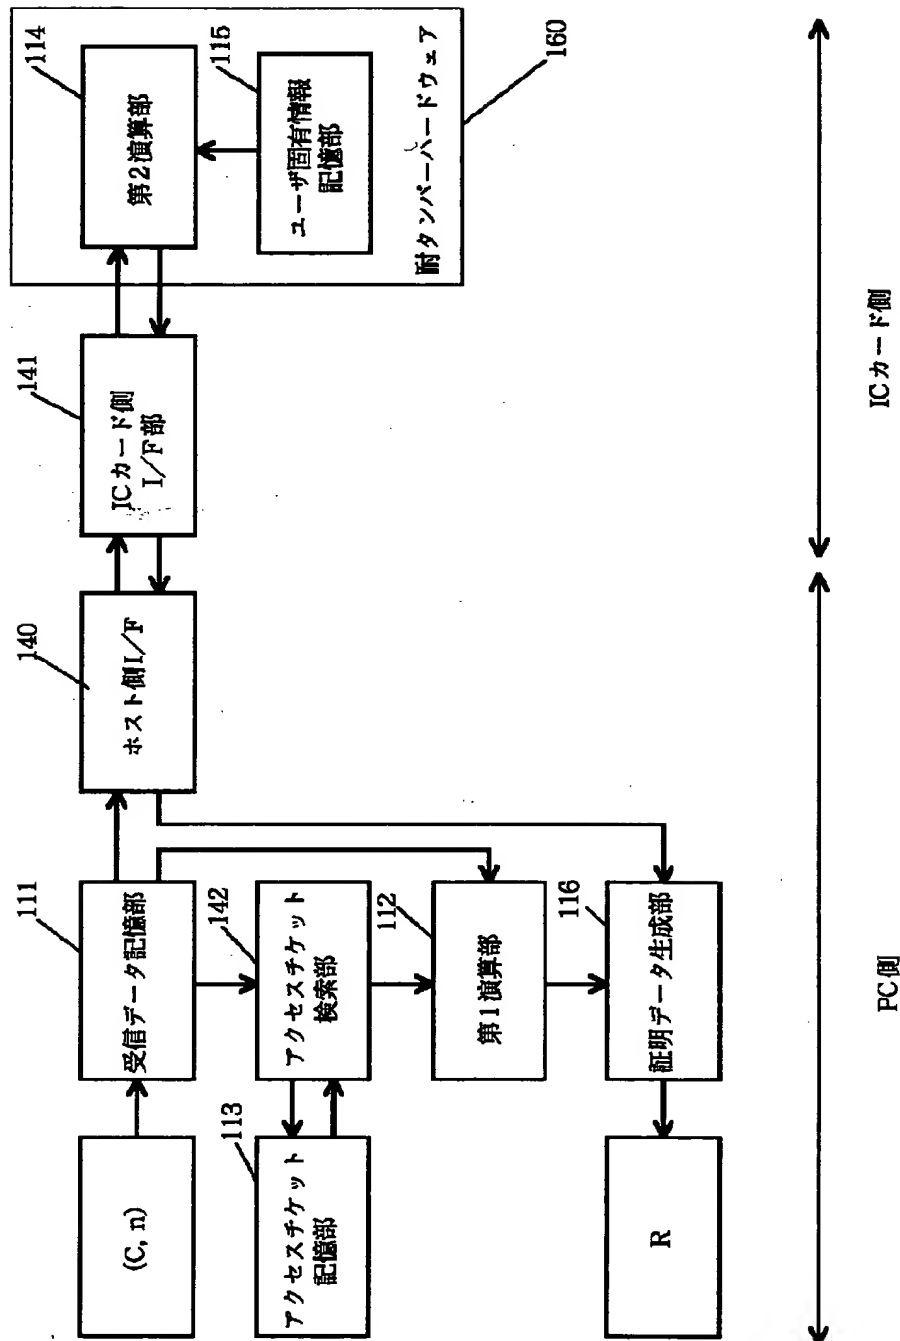 (C, n)
111
受信データ記憶部
140
ホスト側I/F
141
ICカード側
I/F部
114
第2演算部
115
ユーザ固有情報
記憶部
耐タンパーハードウェア
160
113
アクセスチケット
記憶部
142
アクセスチケット
検索部
112
第1演算部
116
証明データ生成部
R
PC側
ICカード側